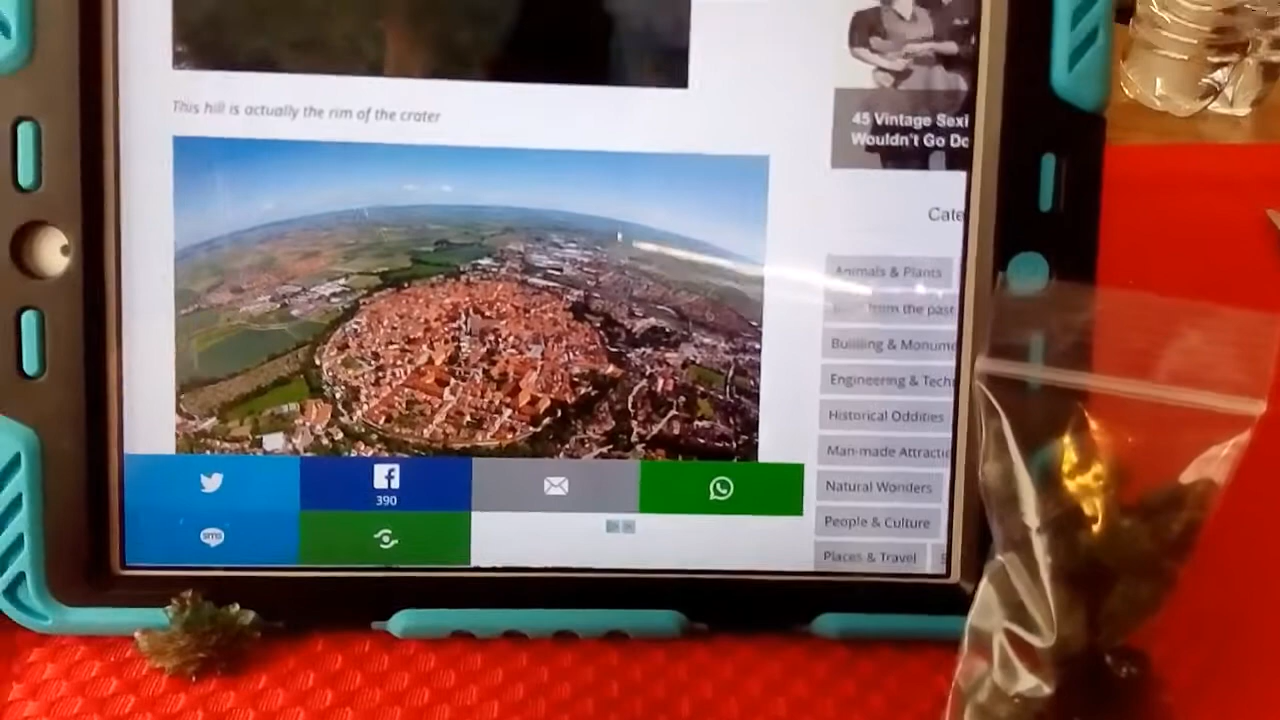 This hill is actually the rim of the crater
45 Vintage Sexi
Wouldn't Go Do
Cate
Animals & Plants
from the past
Building & Monume
Engineering & Tech
Historical Oddities
Man-made Attractic
Natural Wonders
People & Culture
Places & Travel
390
sms